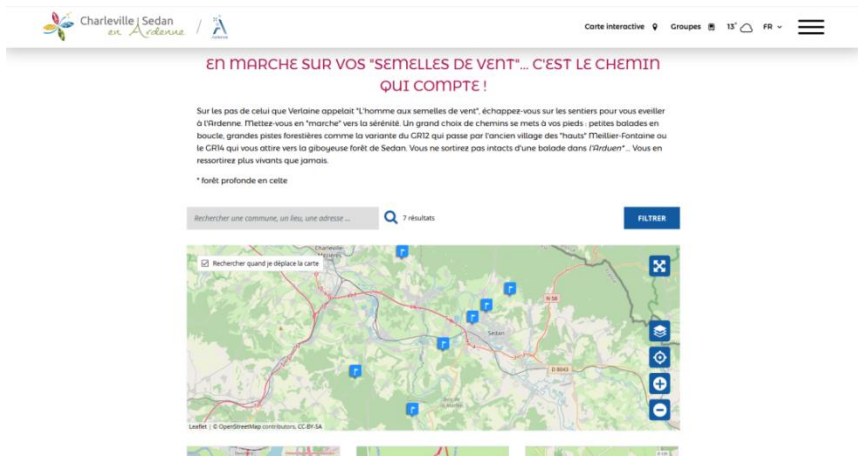 Charleville | Sedan
en Ardenne
ARDENNE
Carte interactive
Groupes
13°
FR
EN MARCHE SUR VOS "SEMELLES DE VENT"... C'EST LE CHEMIN
QUI COMPTE !
Sur les pas de celui que Verlaine appelait "L'homme aux semelles de vent", échappez-vous sur les sentiers pour vous eveiller
à l'Ardenne. Mettez-vous en "marche" vers la sérénité. Un grand choix de chemins se mets à vos pieds : petites balades en
boucle, grandes pistes forestières comme la variante du GR12 qui passe par l'ancien village des "hauts" Meillier-Fontaine ou
le GR14 qui vous attire vers la giboyeuse forêt de Sedan. Vous ne sortirez pas intacts d'une balade dans l'Arduen* ... Vous en
ressortirez plus vivants que jamais.
* forêt profonde en celte
Rechercher une commune, un lieu, une adresse ...
7 résultats
FILTRER
Charleville-
Mézières
Rechercher quand je déplace la carte
N 58
Sedan
D 8043
Leaflet | © OpenStreetMap contributors, CC-BY-SA